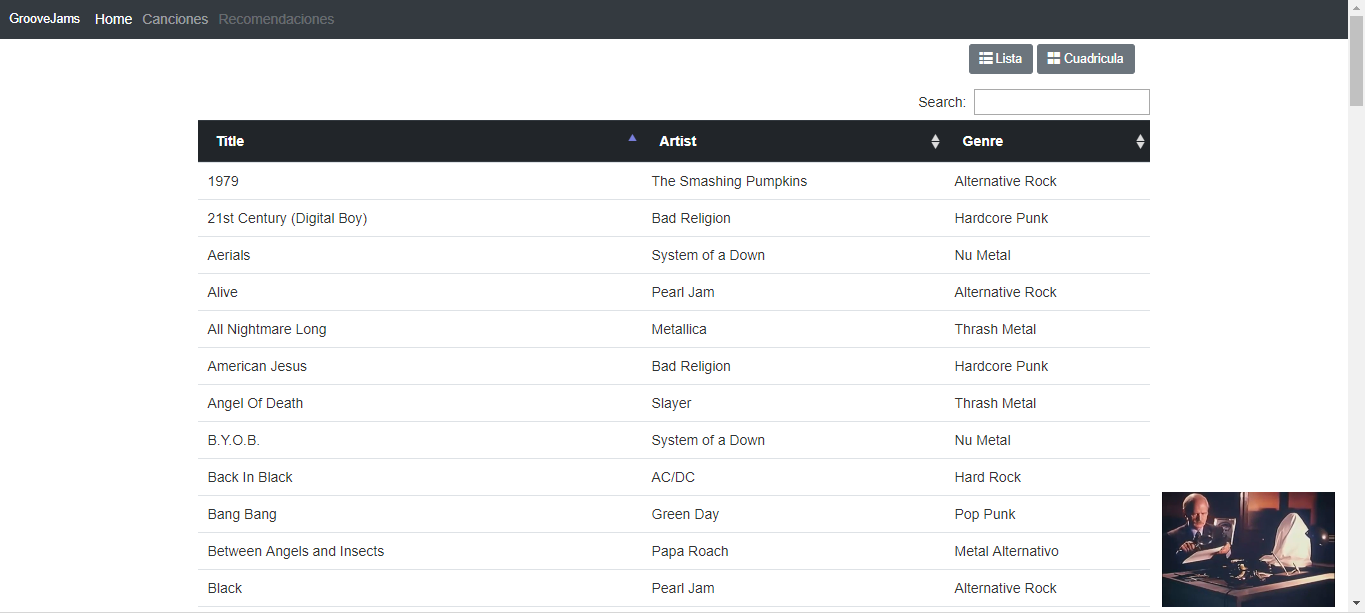 GrooveJams Home Canciones Recomendaciones
Lista Cuadricula
Search:
Title Artist Genre
1979 The Smashing Pumpkins Alternative Rock
21st Century (Digital Boy) Bad Religion Hardcore Punk
Aerials System of a Down Nu Metal
Alive Pearl Jam Alternative Rock
All Nightmare Long Metallica Thrash Metal
American Jesus Bad Religion Hardcore Punk
Angel Of Death Slayer Thrash Metal
B.Y.O.B. System of a Down Nu Metal
Back In Black AC/DC Hard Rock
Bang Bang Green Day Pop Punk
Between Angels and Insects Papa Roach Metal Alternativo
Black Pearl Jam Alternative Rock